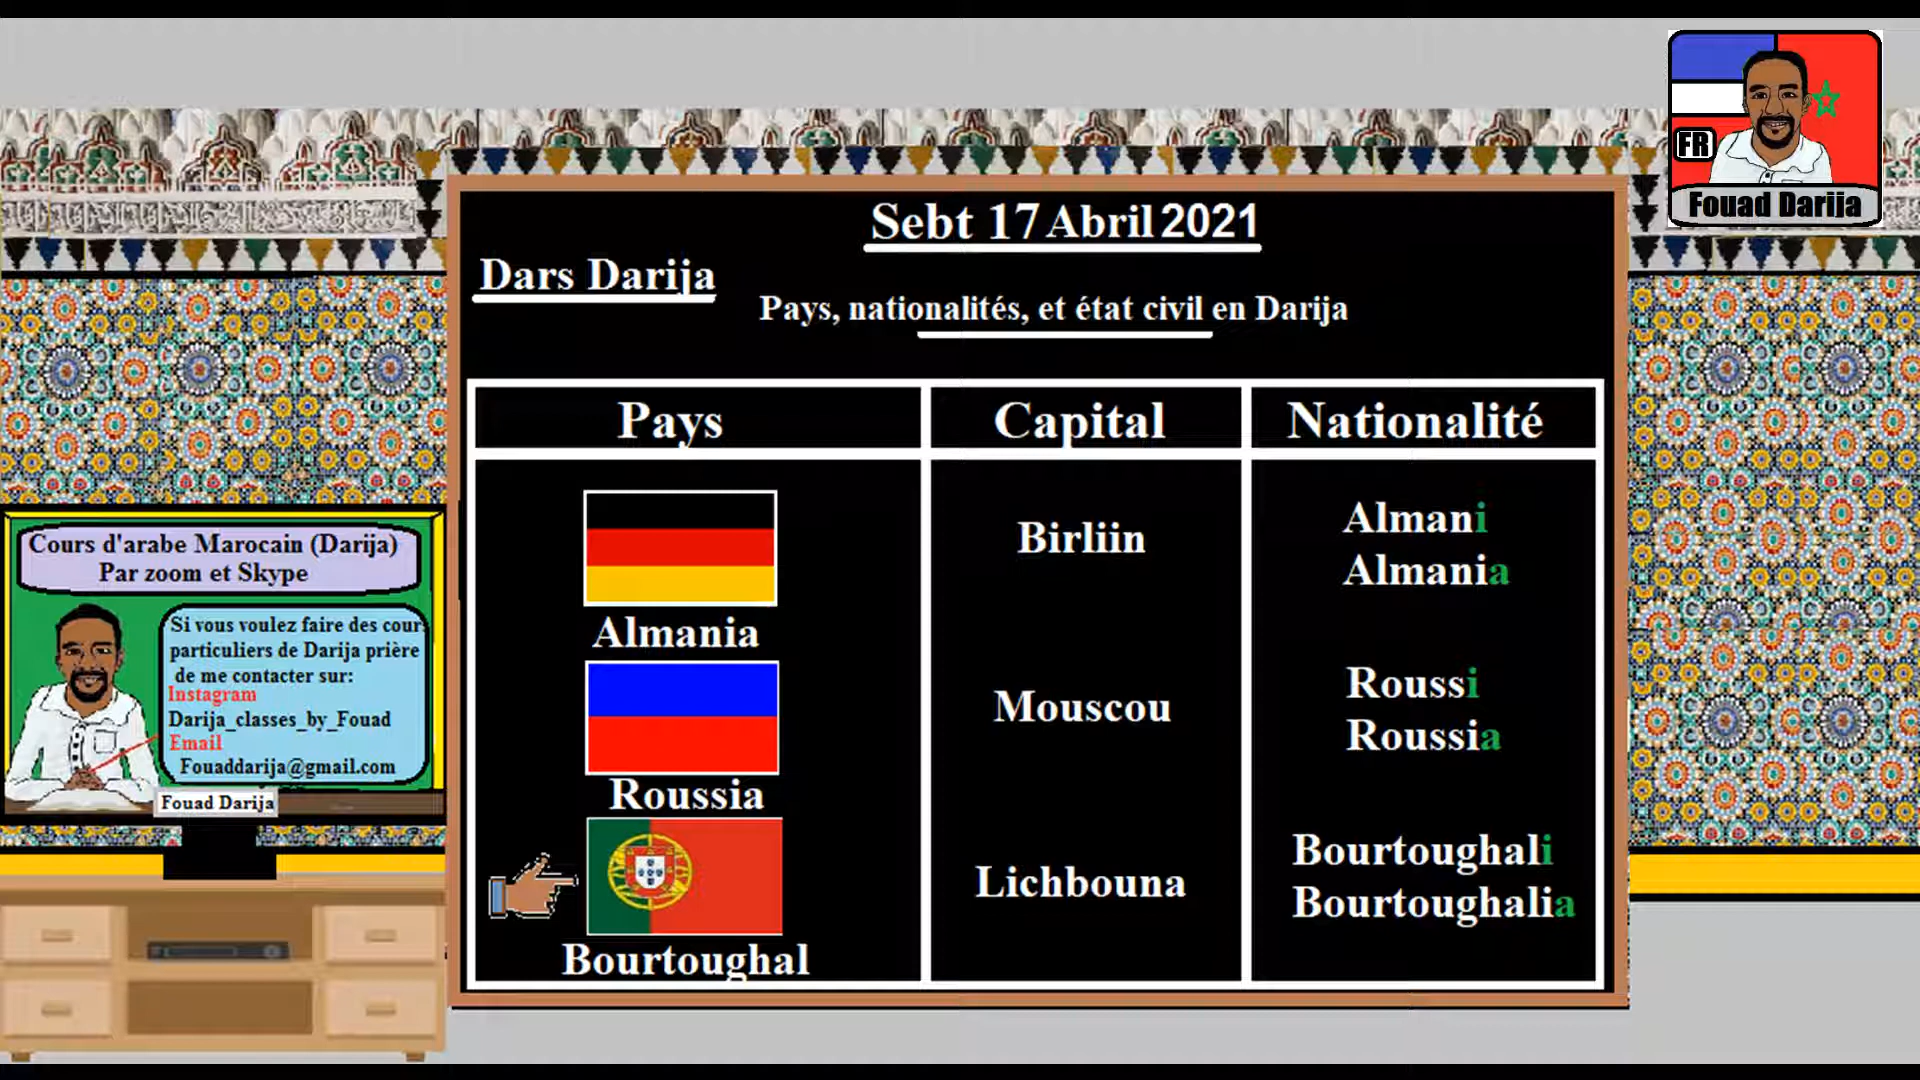 FR
Fouad Darija
Sebt 17 Abril 2021
Dars Darija
Pays, nationalités, et état civil en Darija
Pays
Capital
Nationalité
Almania
Birliin
Almani
Almania
Roussia
Mouscou
Roussi
Roussia
Bourtoughal
Lichbouna
Bourtoughali
Bourtoughalia
Cours d'arabe Marocain (Darija)
Par zoom et Skype
Si vous voulez faire des cour
particuliers de Darija prière
de me contacter sur:
Instagram
Darija_classes_by_Fouad
Email
Fouaddarija@gmail.com
Fouad Darija